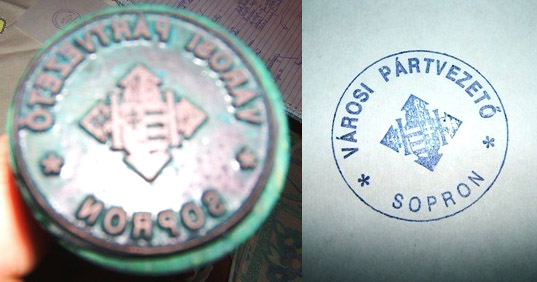 VÁROSI PÁRTVEZETŐ
SOPRON
VÁROSI PÁRTVEZETŐ
* SOPRON *